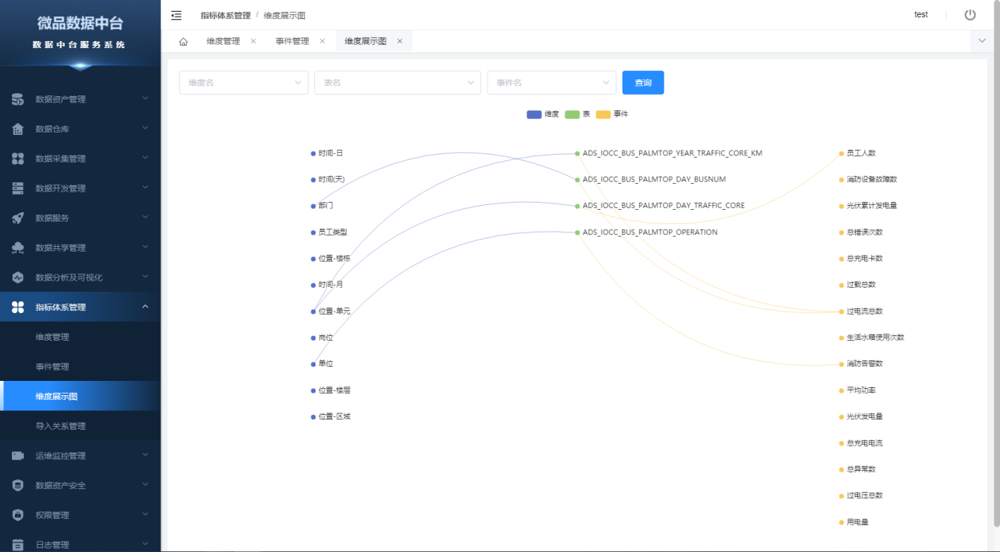 微品数据中台
数据中台服务系统
数据资产管理
数据仓库
数据采集管理
数据开发管理
数据服务
数据共享管理
数据分析及可视化
指标体系管理
维度管理
事件管理
维度展示图
导入关系管理
运维监控管理
数据资产安全
权限管理
日志管理
指标体系管理 / 维度展示图
test
维度管理 × 事件管理 × 维度展示图 ×
维度名 表名 事件名 查询
维度 表 事件
时间-日
时间(天)
部门
员工类型
位置-楼栋
时间-月
位置-单元
岗位
单位
位置-楼层
位置-区域
ADS_IOCC_BUS_PALMTOP_YEAR_TRAFFIC_CORE_KM
ADS_IOCC_BUS_PALMTOP_DAY_BUSNUM
ADS_IOCC_BUS_PALMTOP_DAY_TRAFFIC_CORE
ADS_IOCC_BUS_PALMTOP_OPERATION
员工人数
消防设备故障数
光伏累计发电量
总错误次数
总充电卡数
过载总数
过电流总数
生活水箱使用次数
消防告警数
平均功率
光伏发电量
总充电电流
总异常数
过电压总数
用电量